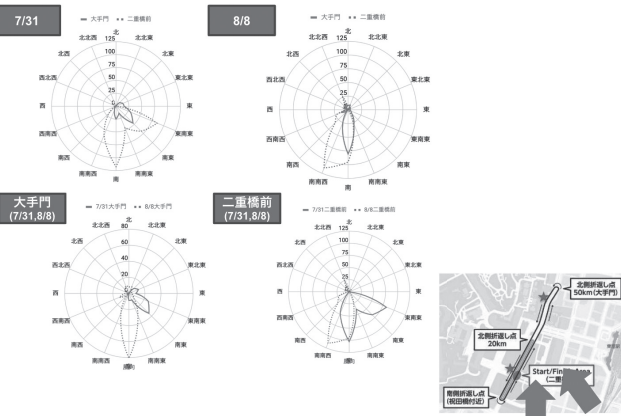 7/31
大手門 二重橋前
北
北北西 125 北北東
北西 100 北東
75
西北西 50 東北東
25
西 東
西南西 東南東
南西 南東
南南西 南南東
南
8/8
大手門 二重橋前
北
北北西 125 北北東
北西 100 北東
75
西北西 50 東北東
25
西 東
西南西 東南東
南西 南東
南南西 南南東
南
大手門
(7/31,8/8)
7/31大手門 8/8大手門
北
北北西 80 北北東
北西 60 北東
40
西北西 20 東北東
西 東
西南西 東南東
南西 南東
南南西 南南東
二重橋前
(7/31,8/8)
7/31二重橋前 8/8二重橋前
北
北北西 125 北北東
北西 100 北東
75
西北西 50 東北東
25
西 東
西南西 東南東
南西 南東
南南西 南南東
南
北側折返し点
50km(大手門)
北側折返し点
20km
Start/Fin
(二重
南側折返し点
(祝田橋付近)